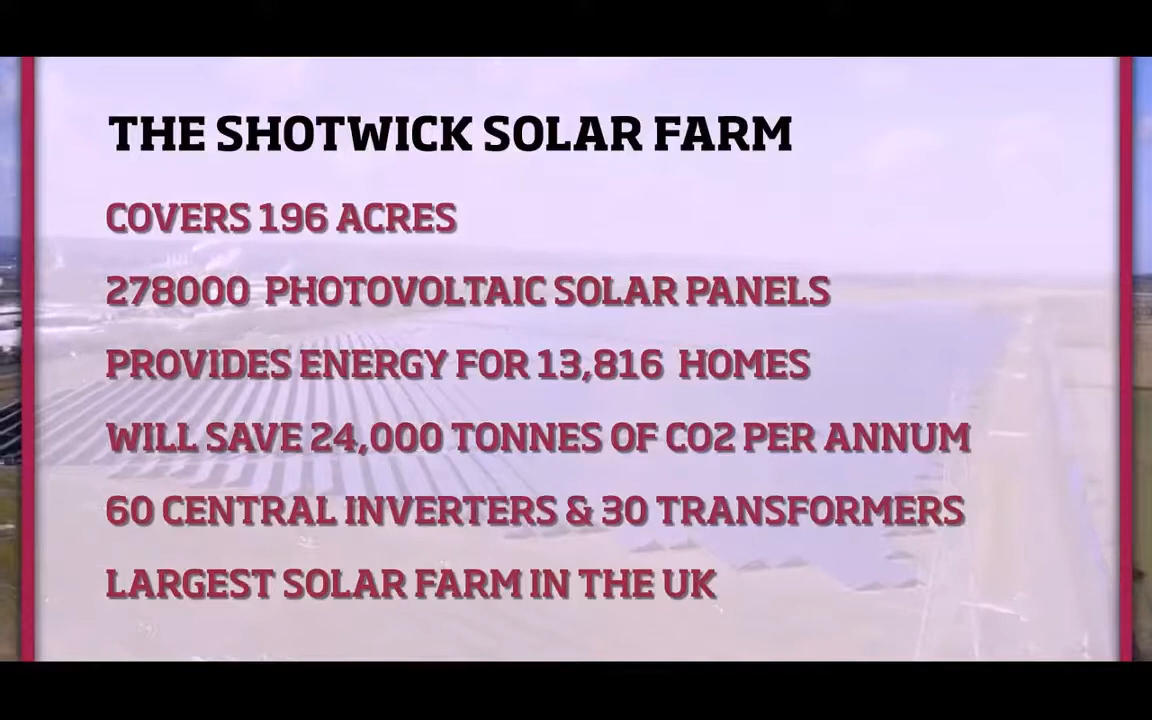 THE SHOTWICK SOLAR FARM
COVERS 196 ACRES
278000 PHOTOVOLTAIC SOLAR PANELS
PROVIDES ENERGY FOR 13,816 HOMES
WILL SAVE 24,000 TONNES OF CO2 PER ANNUM
60 CENTRAL INVERTERS & 30 TRANSFORMERS
LARGEST SOLAR FARM IN THE UK